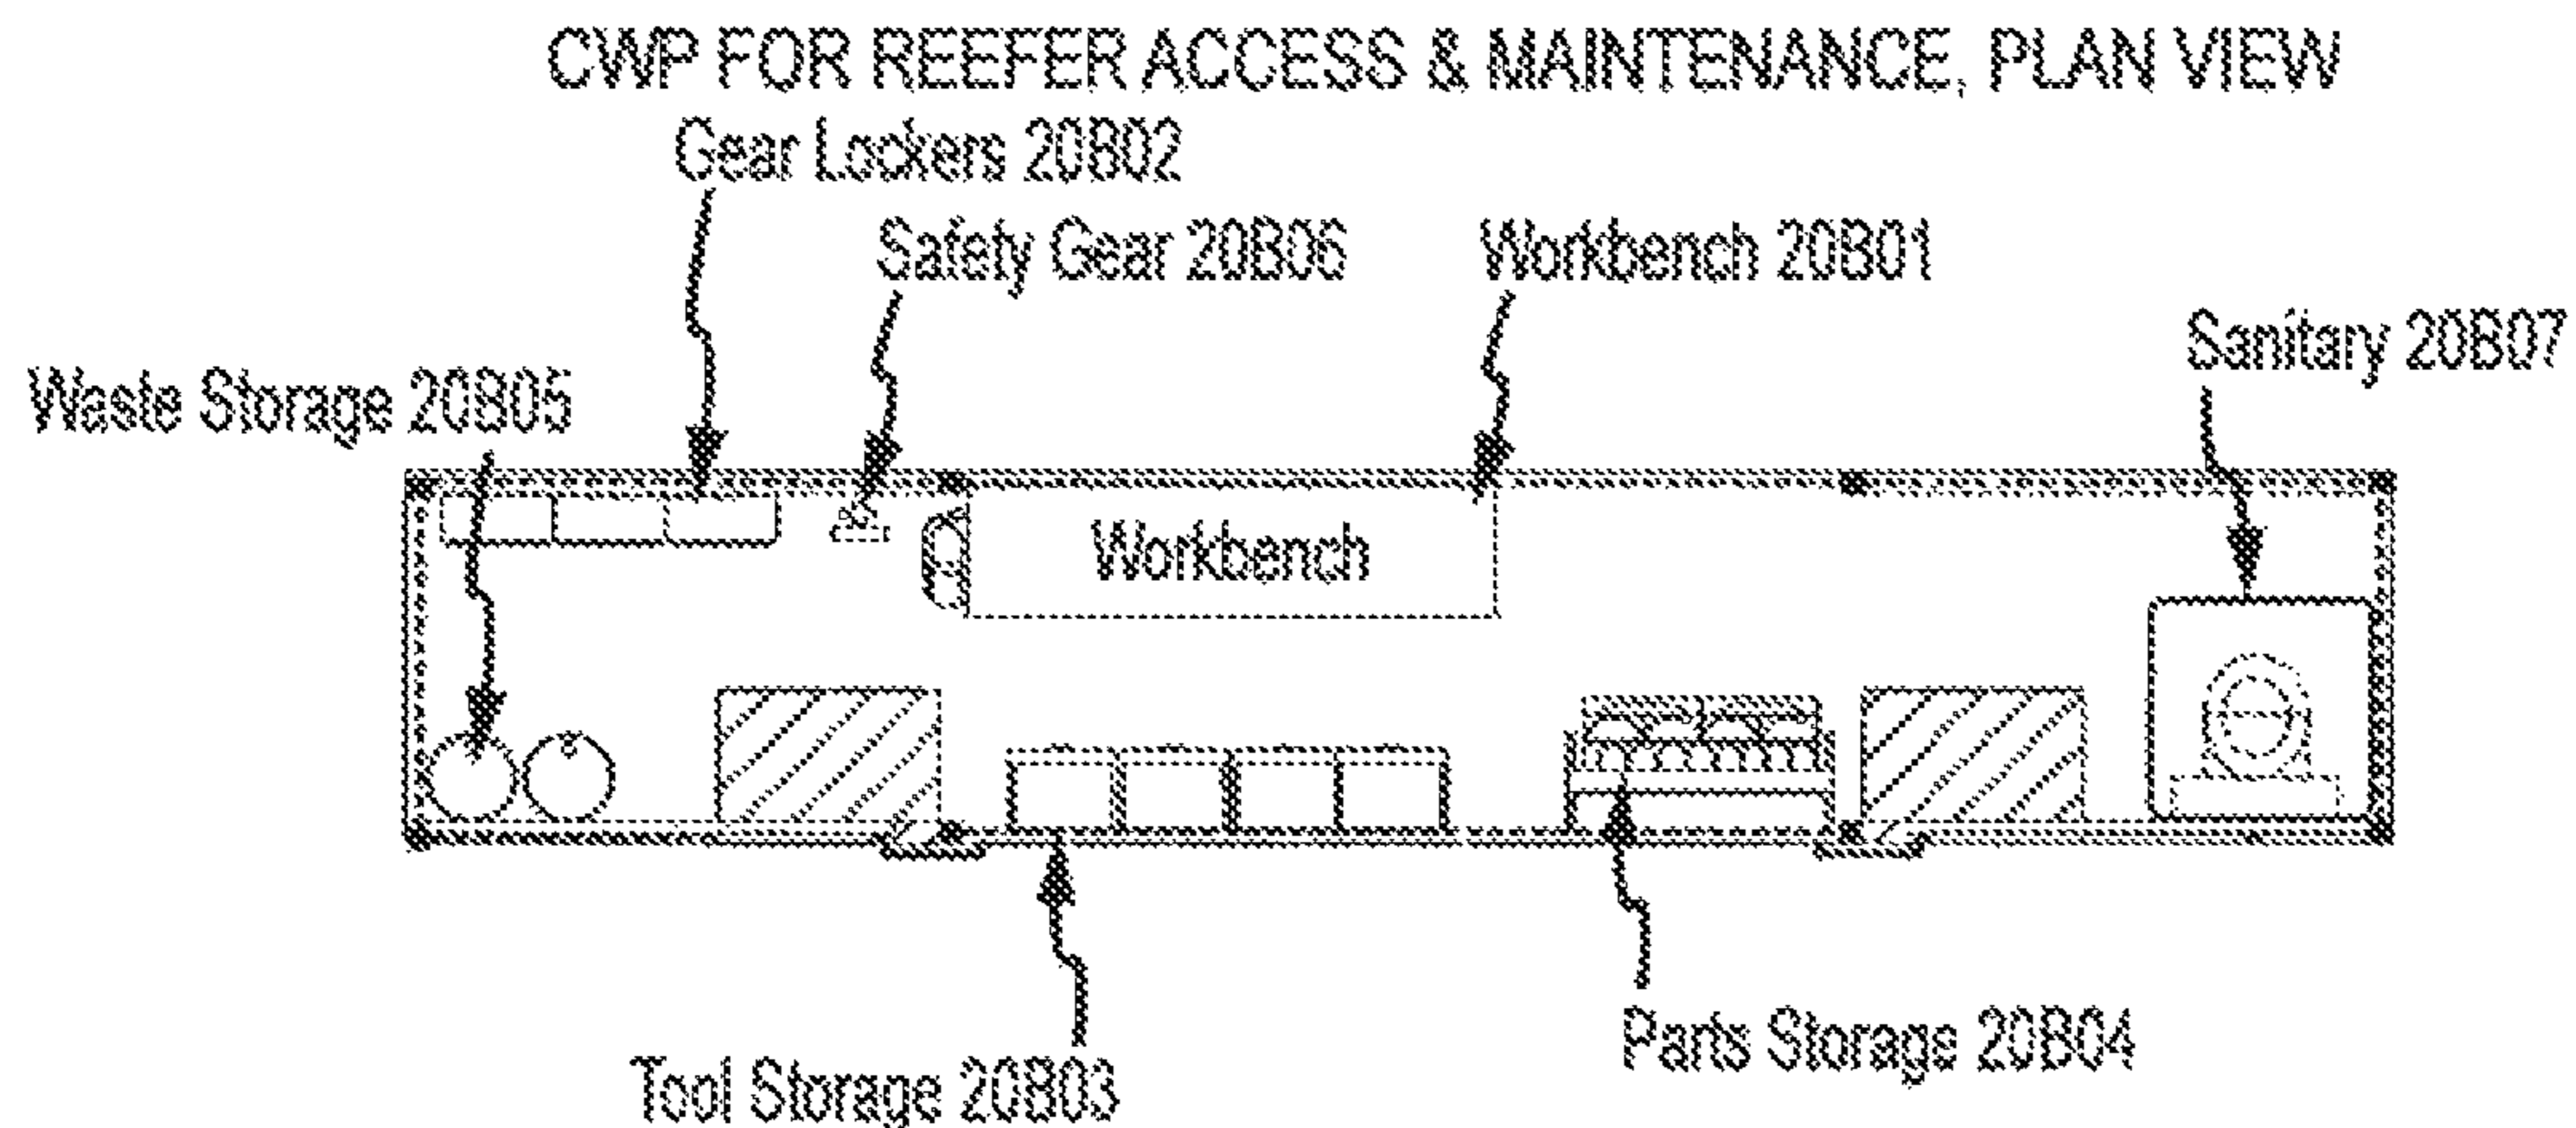 CWP FOR REEFER ACCESS & MAINTENANCE, PLAN VIEW
Gear Lockers 20B02
Safety Gear 20B06
Workbench 20B01
Sanitary 20B07
Waste Storage 20B05
Workbench
Parts Storage 20B04
Tool Storage 20B03